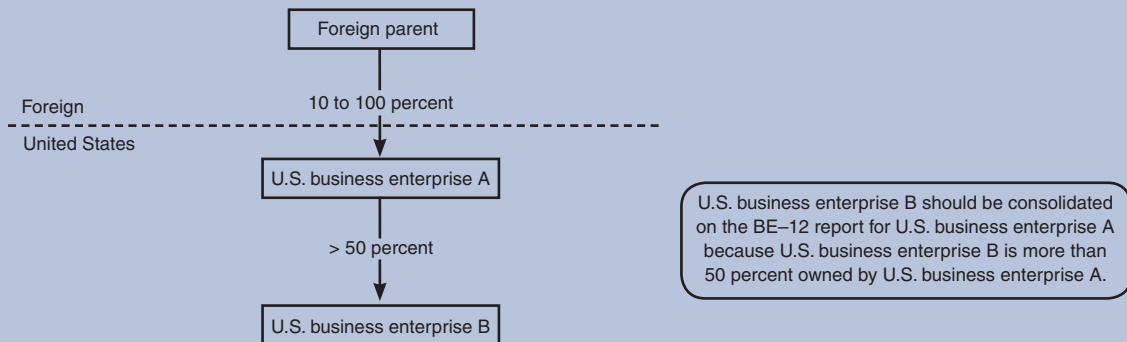 Foreign parent
10 to 100 percent
Foreign
United States
U.S. business enterprise A
> 50 percent
U.S. business enterprise B
U.S. business enterprise B should be consolidated
on the BE–12 report for U.S. business enterprise A
because U.S. business enterprise B is more than
50 percent owned by U.S. business enterprise A.